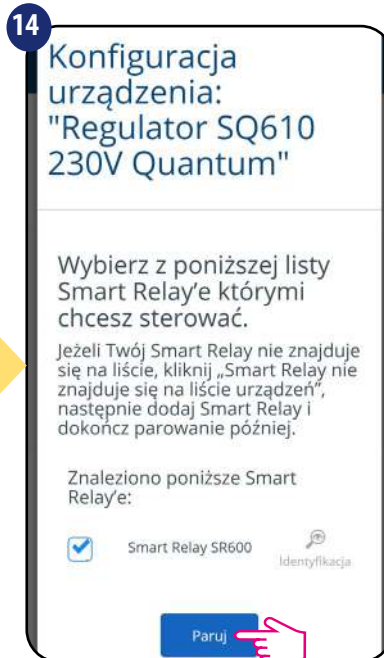 14
Konfiguracja
urządzenia:
"Regulator SQ610
230V Quantum"
Wybierz z poniższej listy
Smart Relay'e którymi
chcesz sterować.
Jeżeli Twój Smart Relay nie znajduje
się na liście, kliknij „Smart Relay nie
znajduje się na liście urządzeń”,
następnie dodaj Smart Relay i
dokończ parowanie później.
Znaleziono poniższe Smart
Relay'e:
Smart Relay SR600
Identyfikacja
Paruj